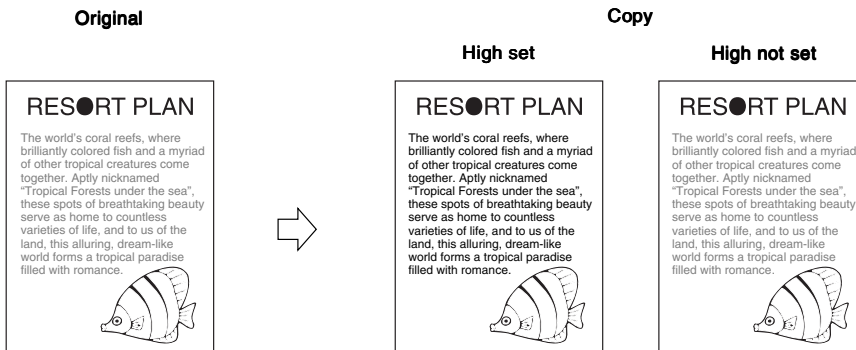 Original
Copy
High set
High not set
RESORT PLAN
The world's coral reefs, where
brilliantly colored fish and a myriad
of other tropical creatures come
together. Aptly nicknamed
“Tropical Forests under the sea”,
these spots of breathtaking beauty
serve as home to countless
varieties of life, and to us of the
land, this alluring, dream-like
world forms a tropical paradise
filled with romance.
RESORT PLAN
The world's coral reefs, where
brilliantly colored fish and a myriad
of other tropical creatures come
together. Aptly nicknamed
“Tropical Forests under the sea”,
these spots of breathtaking beauty
serve as home to countless
varieties of life, and to us of the
land, this alluring, dream-like
world forms a tropical paradise
filled with romance.
RESORT PLAN
The world's coral reefs, where
brilliantly colored fish and a myriad
of other tropical creatures come
together. Aptly nicknamed
“Tropical Forests under the sea”,
these spots of breathtaking beauty
serve as home to countless
varieties of life, and to us of the
land, this alluring, dream-like
world forms a tropical paradise
filled with romance.